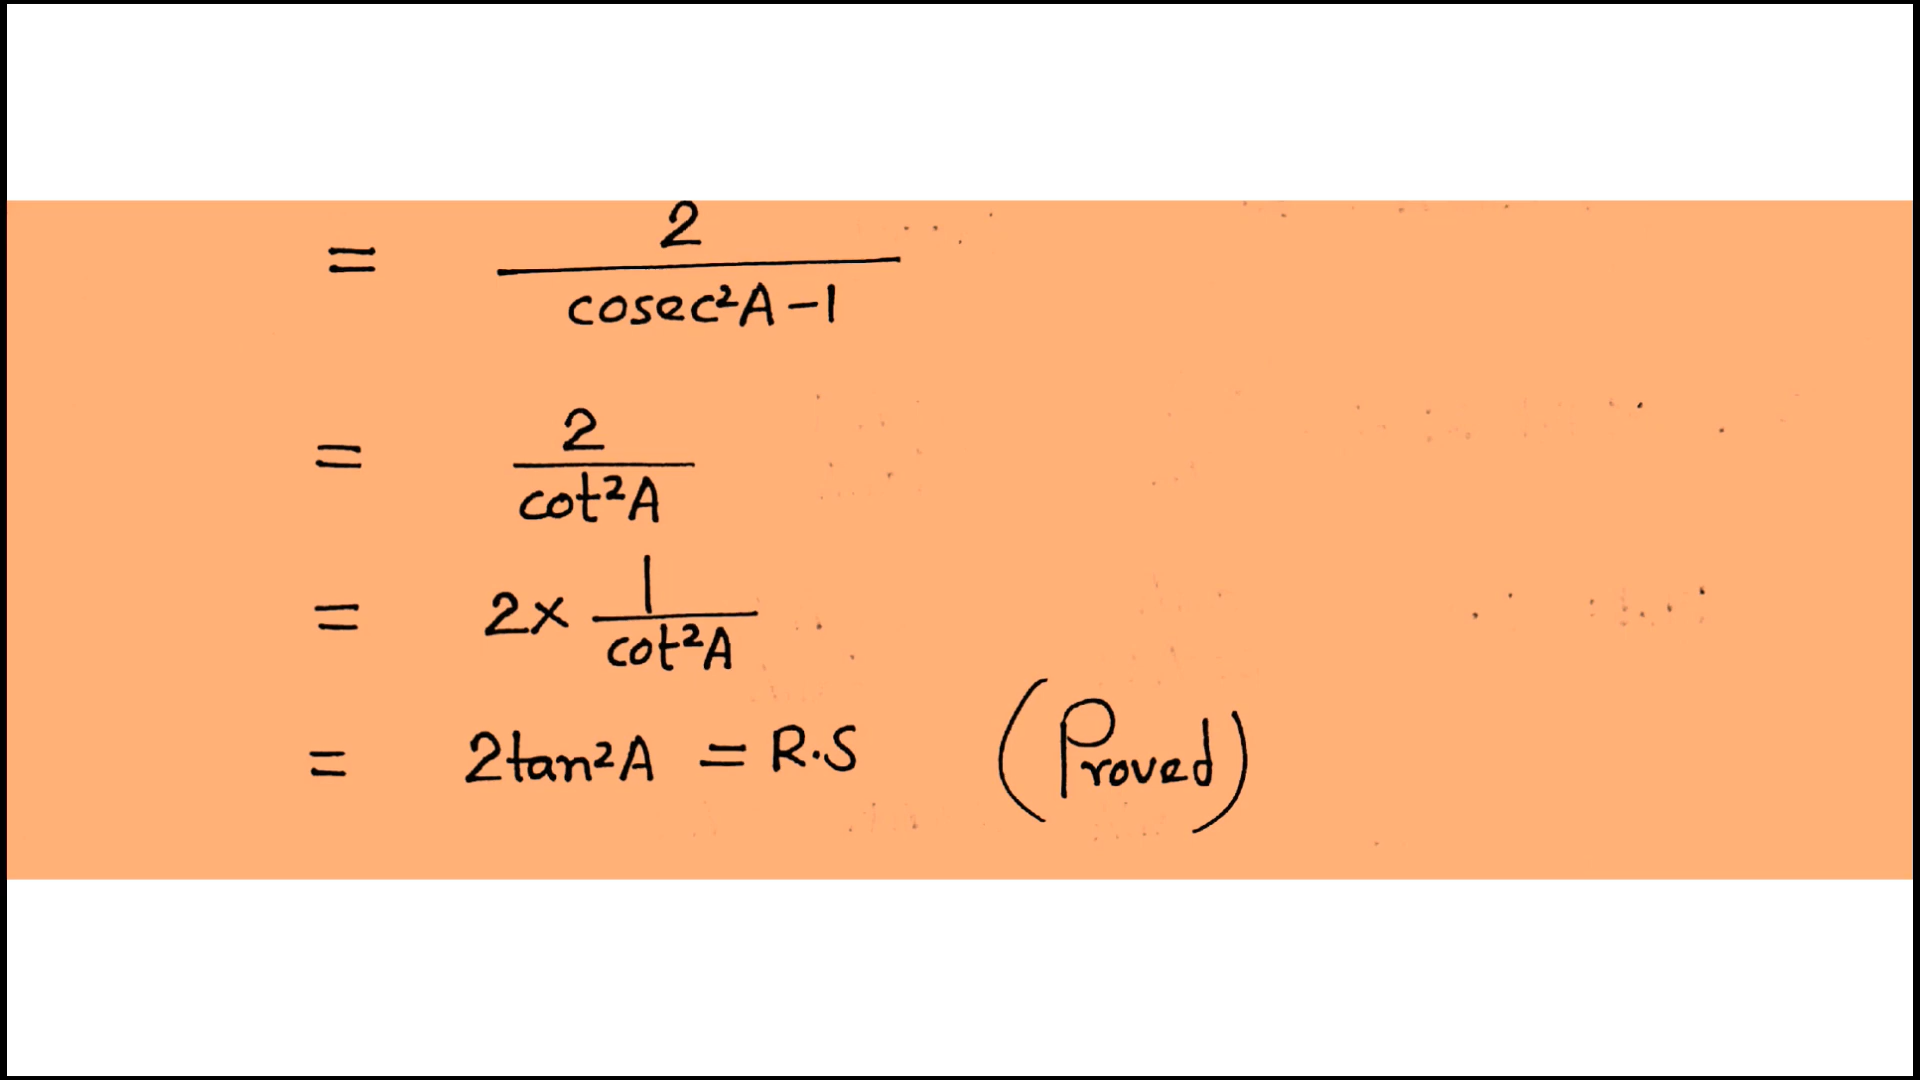 = 2 / cosec²A - 1
= 2 / cot²A
= 2 × 1 / cot²A
= 2tan²A = R.S (Proved)